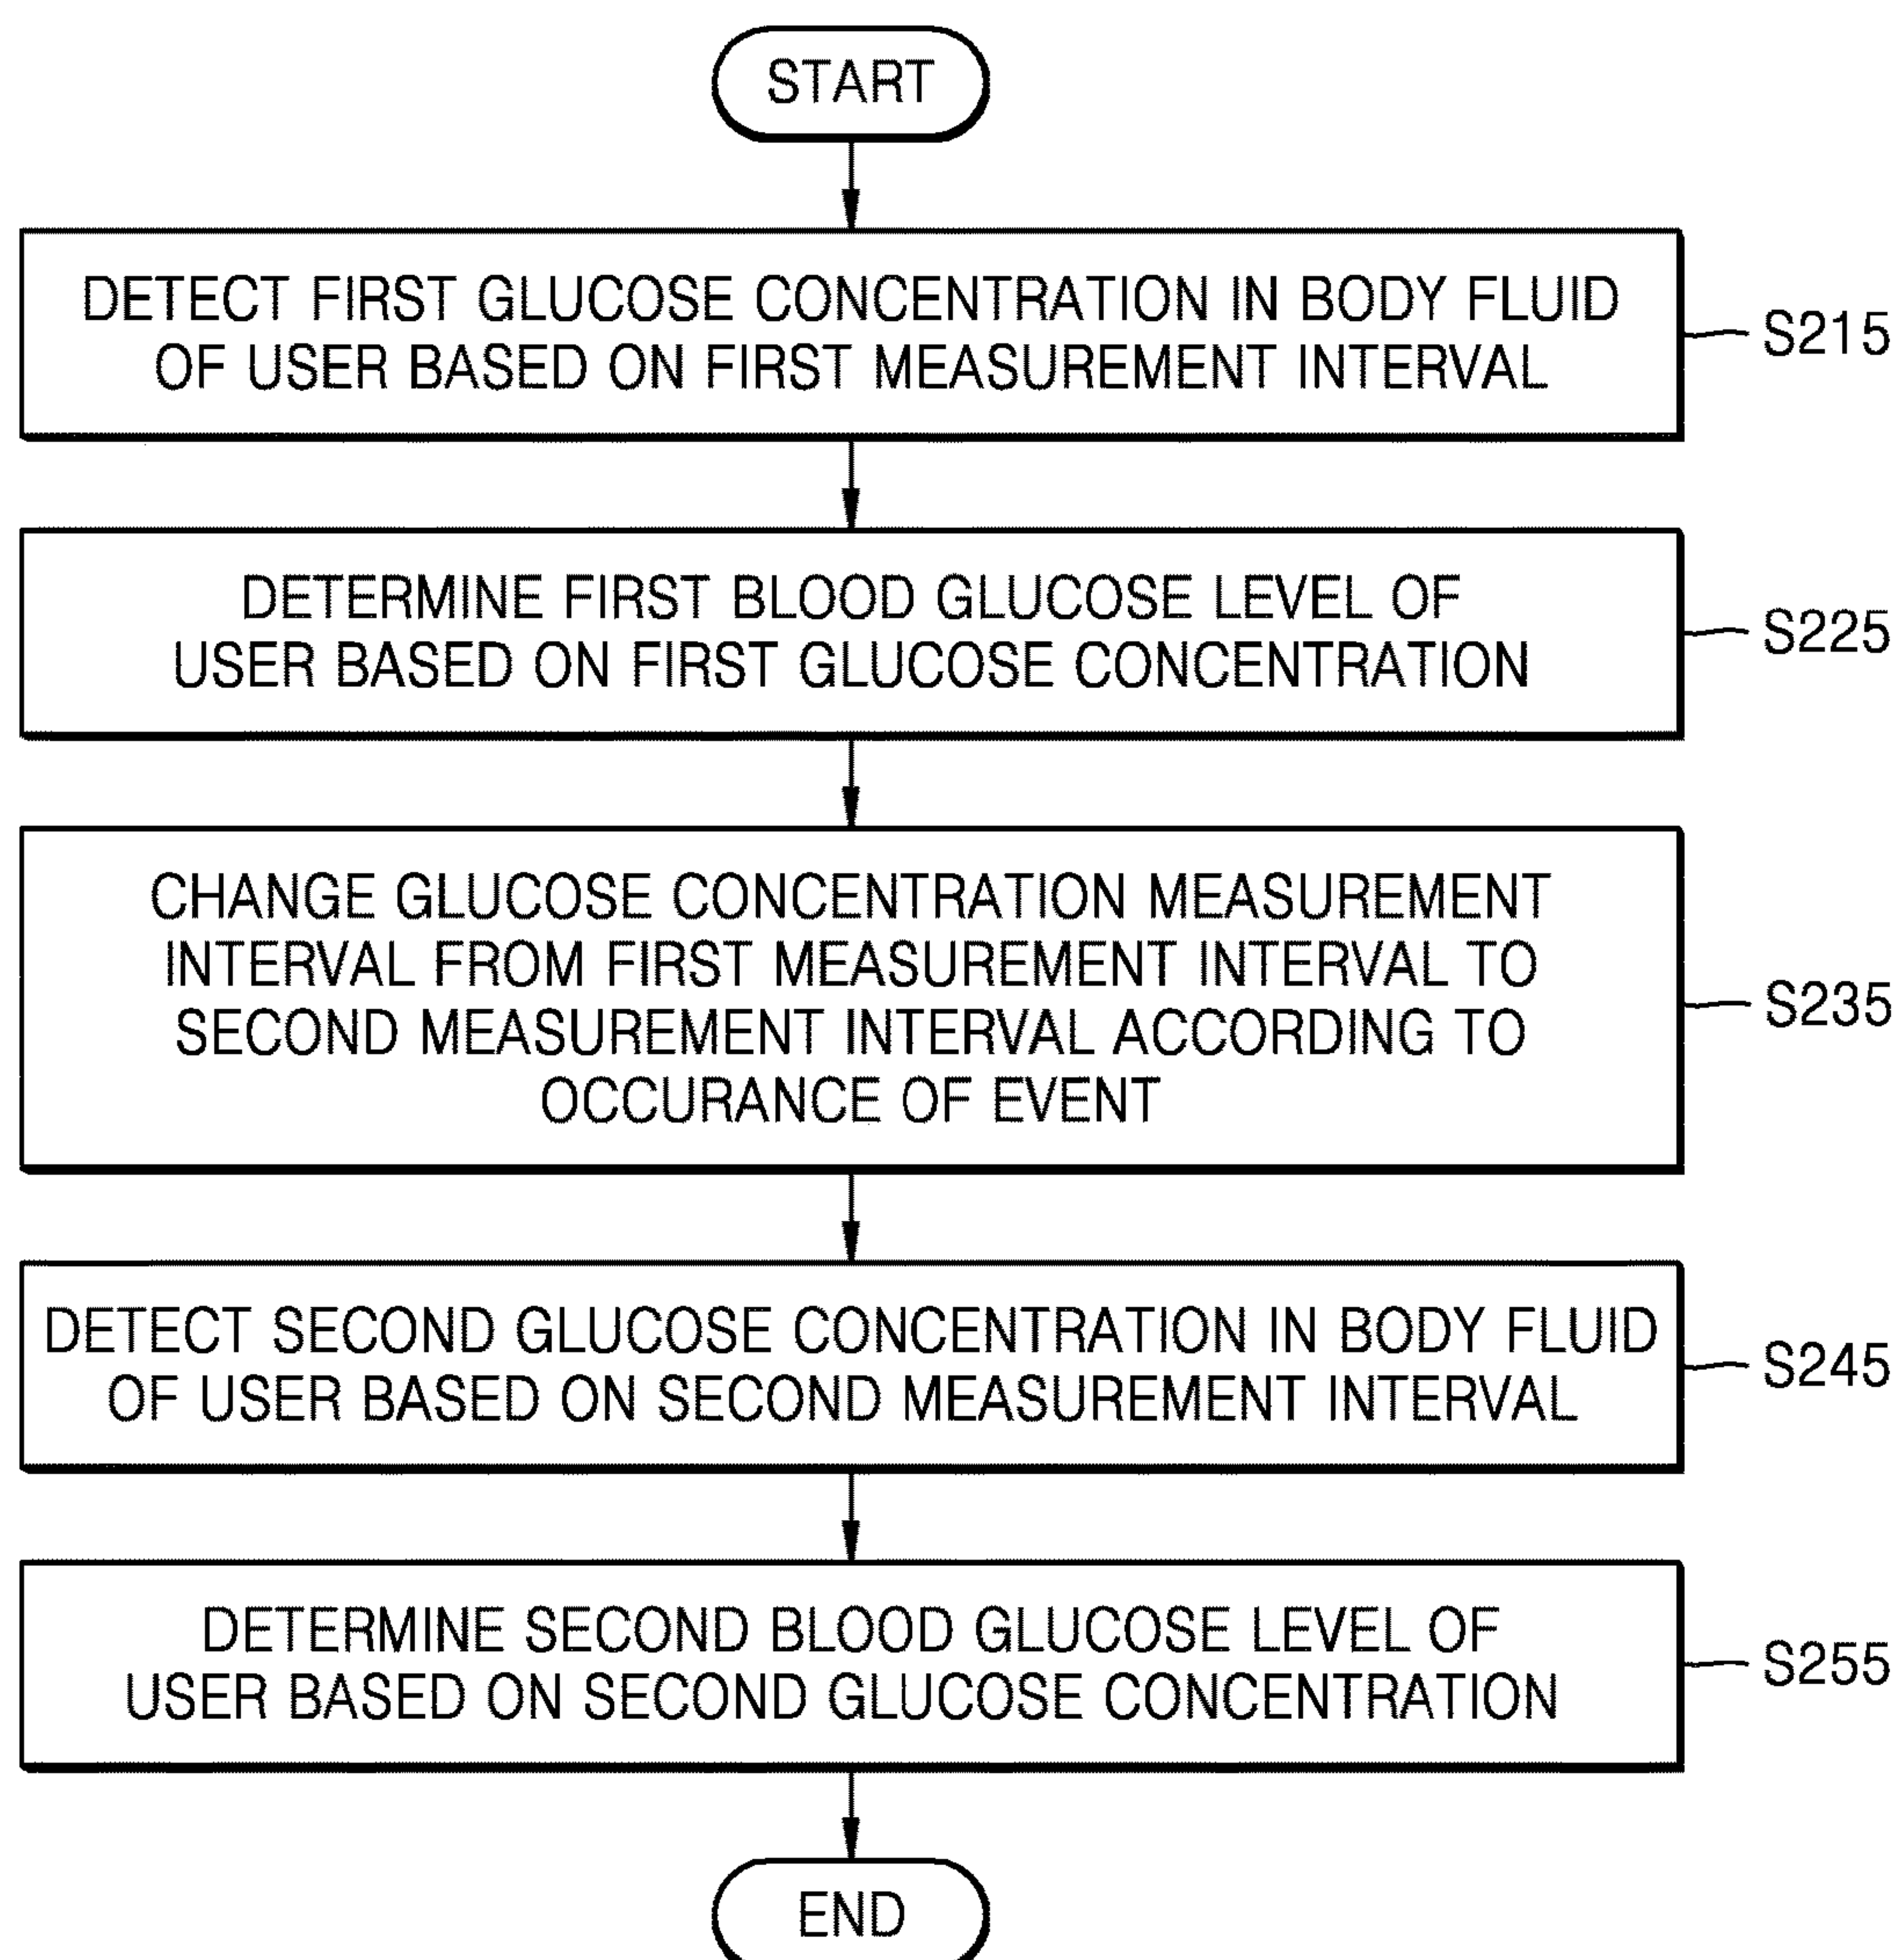 START
DETECT FIRST GLUCOSE CONCENTRATION IN BODY FLUID
OF USER BASED ON FIRST MEASUREMENT INTERVAL
S215
DETERMINE FIRST BLOOD GLUCOSE LEVEL OF
USER BASED ON FIRST GLUCOSE CONCENTRATION
S225
CHANGE GLUCOSE CONCENTRATION MEASUREMENT
INTERVAL FROM FIRST MEASUREMENT INTERVAL TO
SECOND MEASUREMENT INTERVAL ACCORDING TO
OCCURANCE OF EVENT
S235
DETECT SECOND GLUCOSE CONCENTRATION IN BODY FLUID
OF USER BASED ON SECOND MEASUREMENT INTERVAL
S245
DETERMINE SECOND BLOOD GLUCOSE LEVEL OF
USER BASED ON SECOND GLUCOSE CONCENTRATION
S255
END